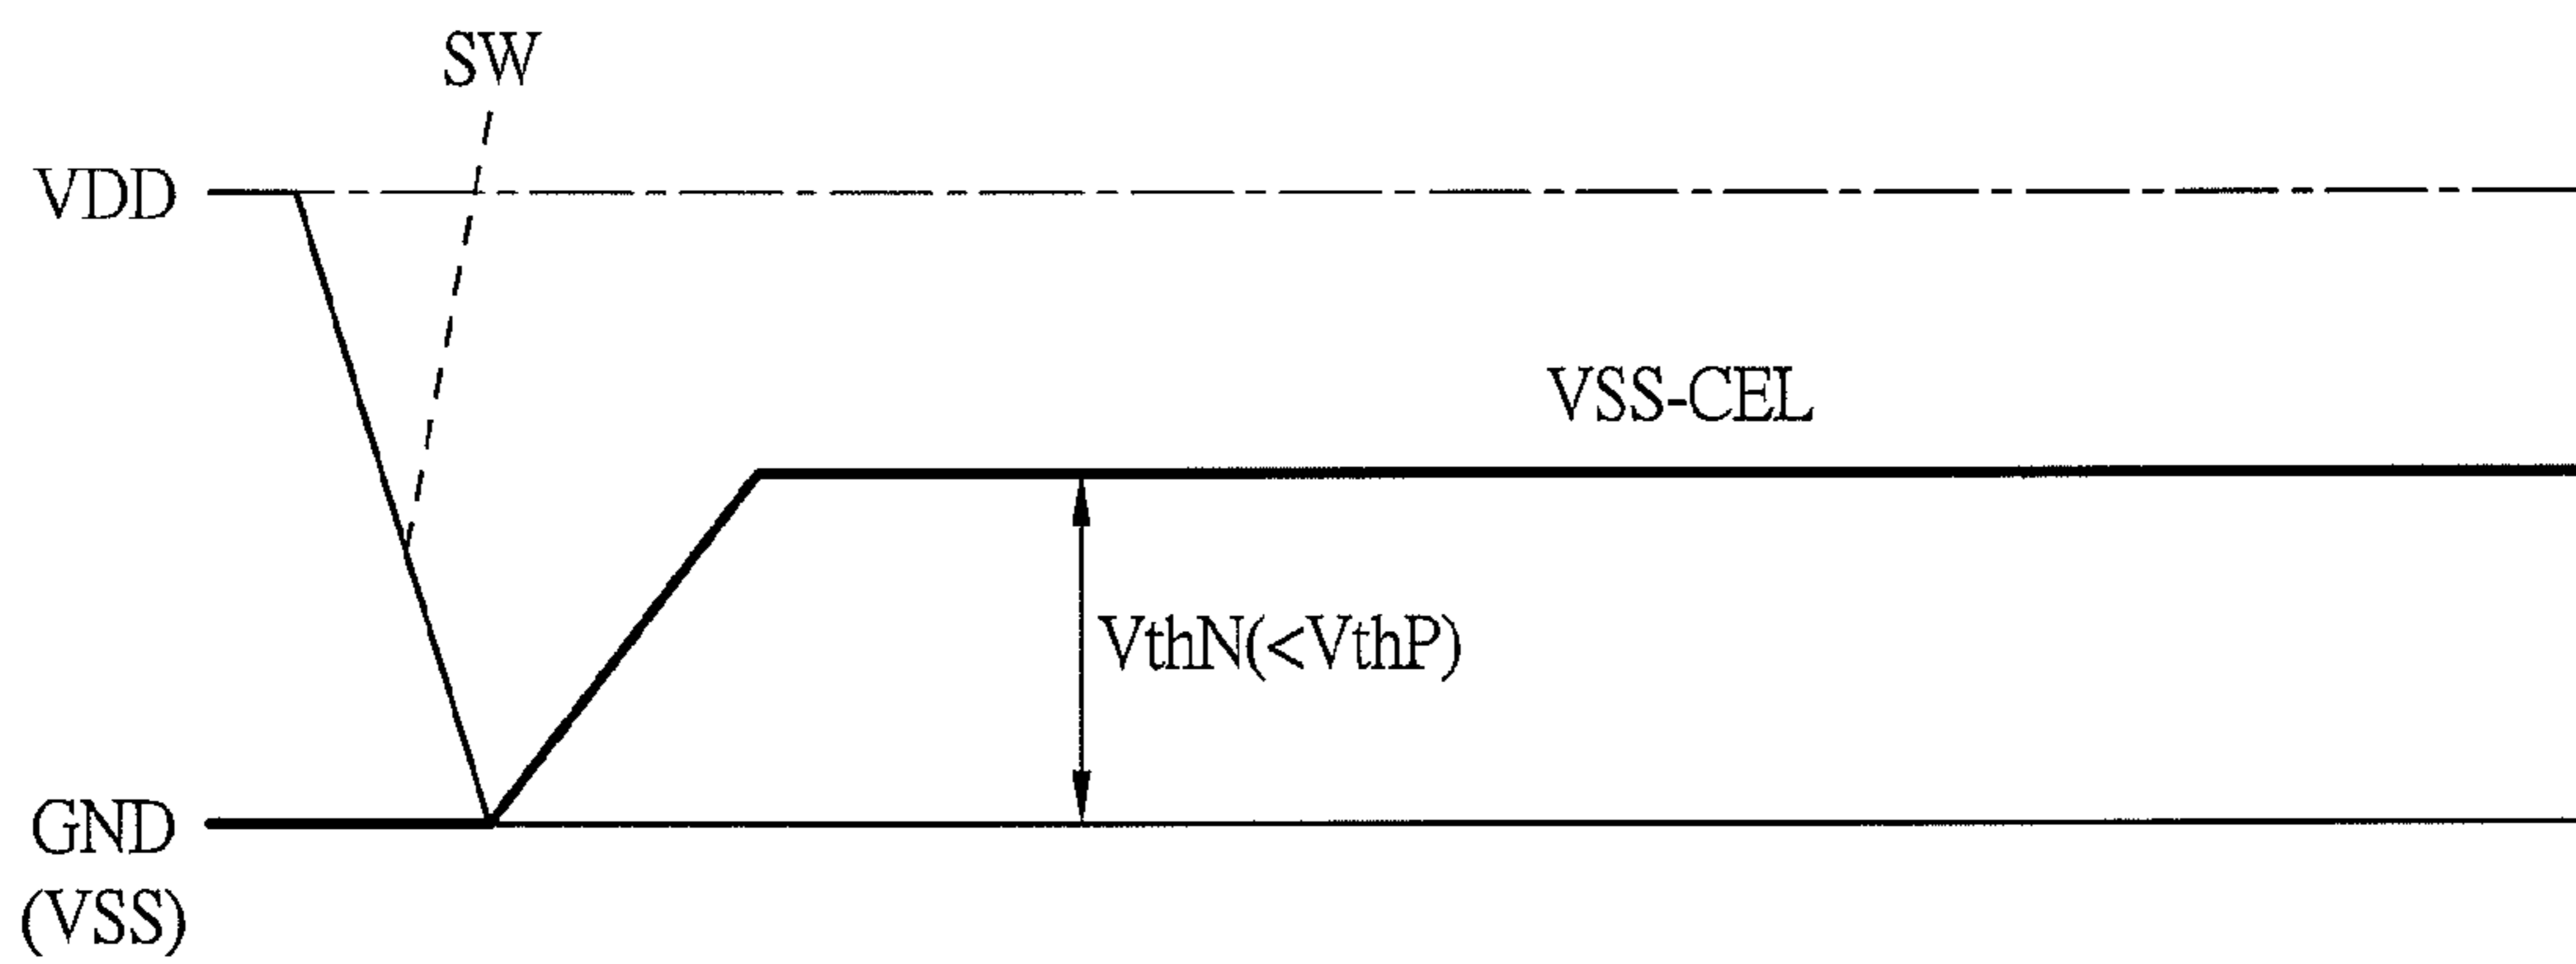 SW
VDD
VSS-CEL
VthN(<VthP)
GND
(VSS)